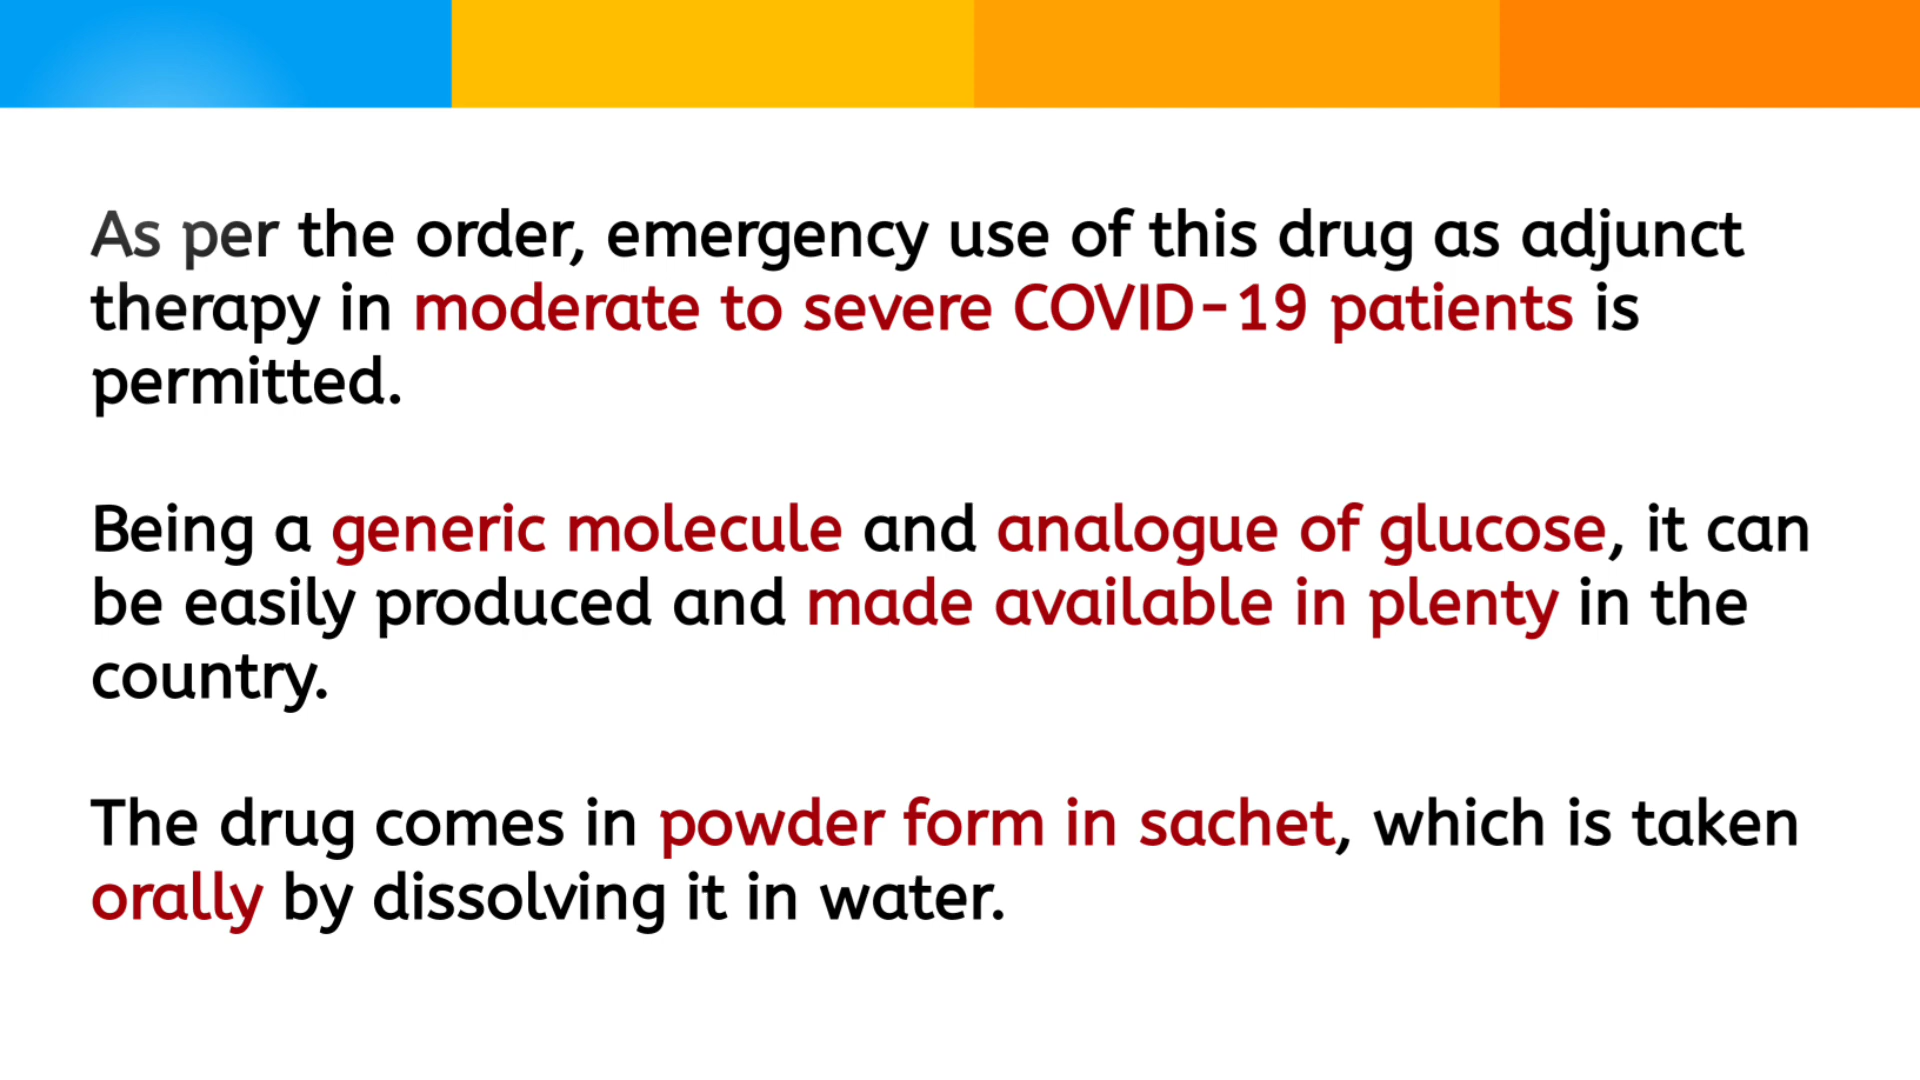 As per the order, emergency use of this drug as adjunct
therapy in moderate to severe COVID-19 patients is
permitted.
Being a generic molecule and analogue of glucose, it can
be easily produced and made available in plenty in the
country.
The drug comes in powder form in sachet, which is taken
orally by dissolving it in water.